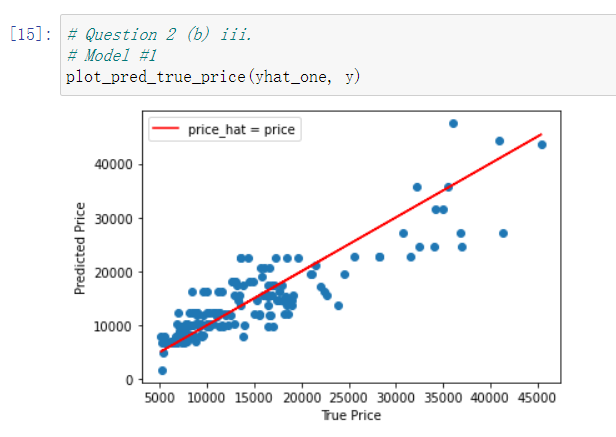 [15]: # Question 2 (b) iii.
# Model #1
plot_pred_true_price(yhat_one, y)
price_hat = price
40000
30000
20000
10000
0
Predicted Price
5000 10000 15000 20000 25000 30000 35000 40000 45000
True Price